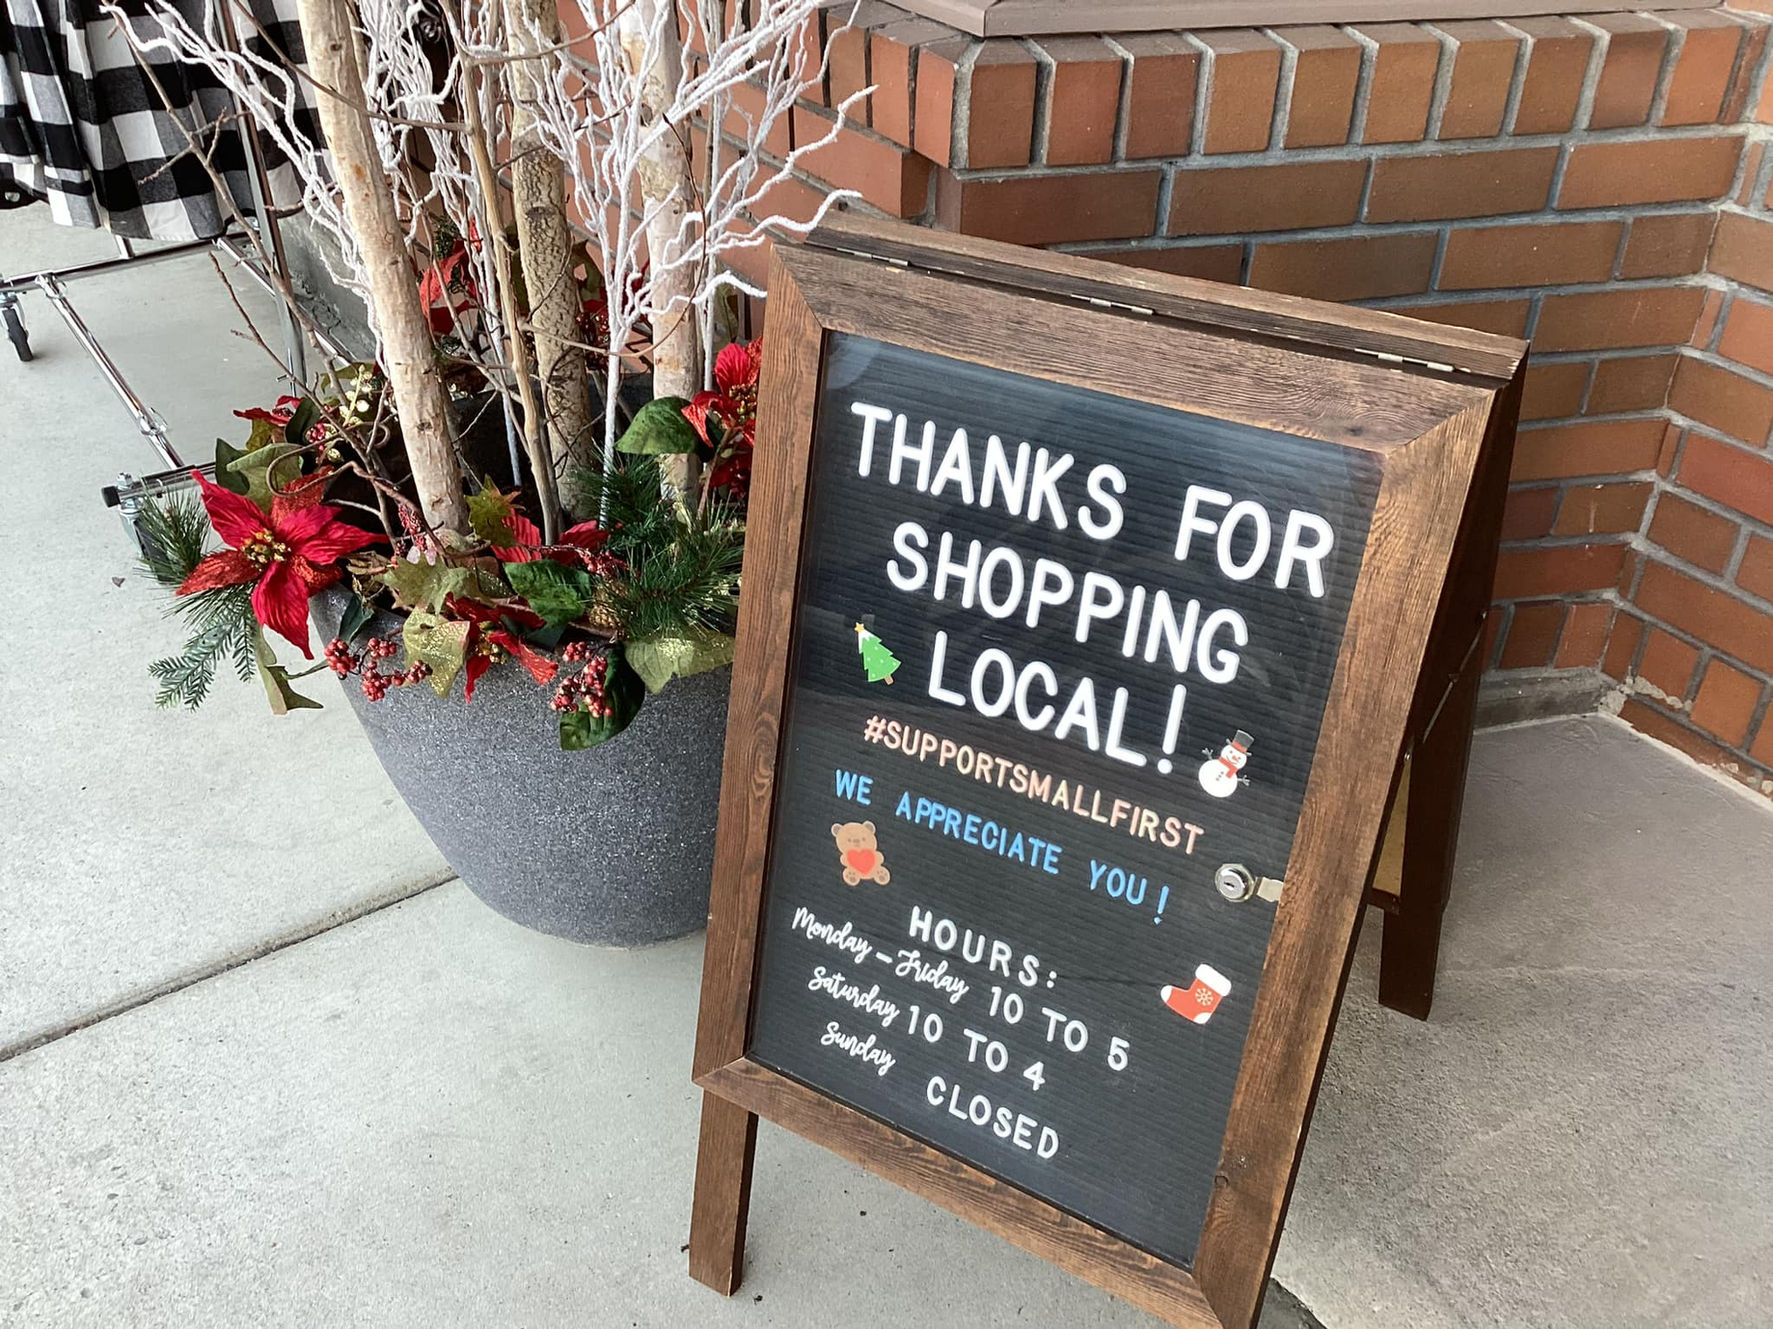 THANKS FOR
SHOPPING
LOCAL!
#SUPPORTSMALLFIRST
WE APPRECIATE YOU!
HOURS:
Monday-Friday 10 TO 5
Saturday 10 TO 4
Sunday CLOSED